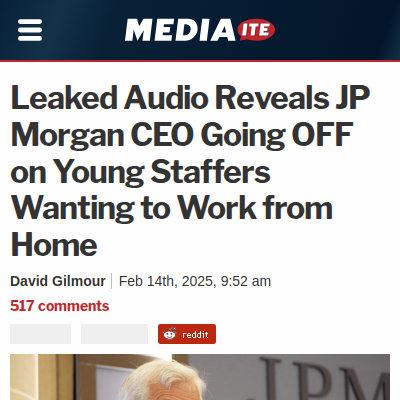 MEDIAITE
Leaked Audio Reveals JP
Morgan CEO Going OFF
on Young Staffers
Wanting to Work from
Home
David Gilmour Feb 14th, 2025, 9:52 am
517 comments
reddit
JPM